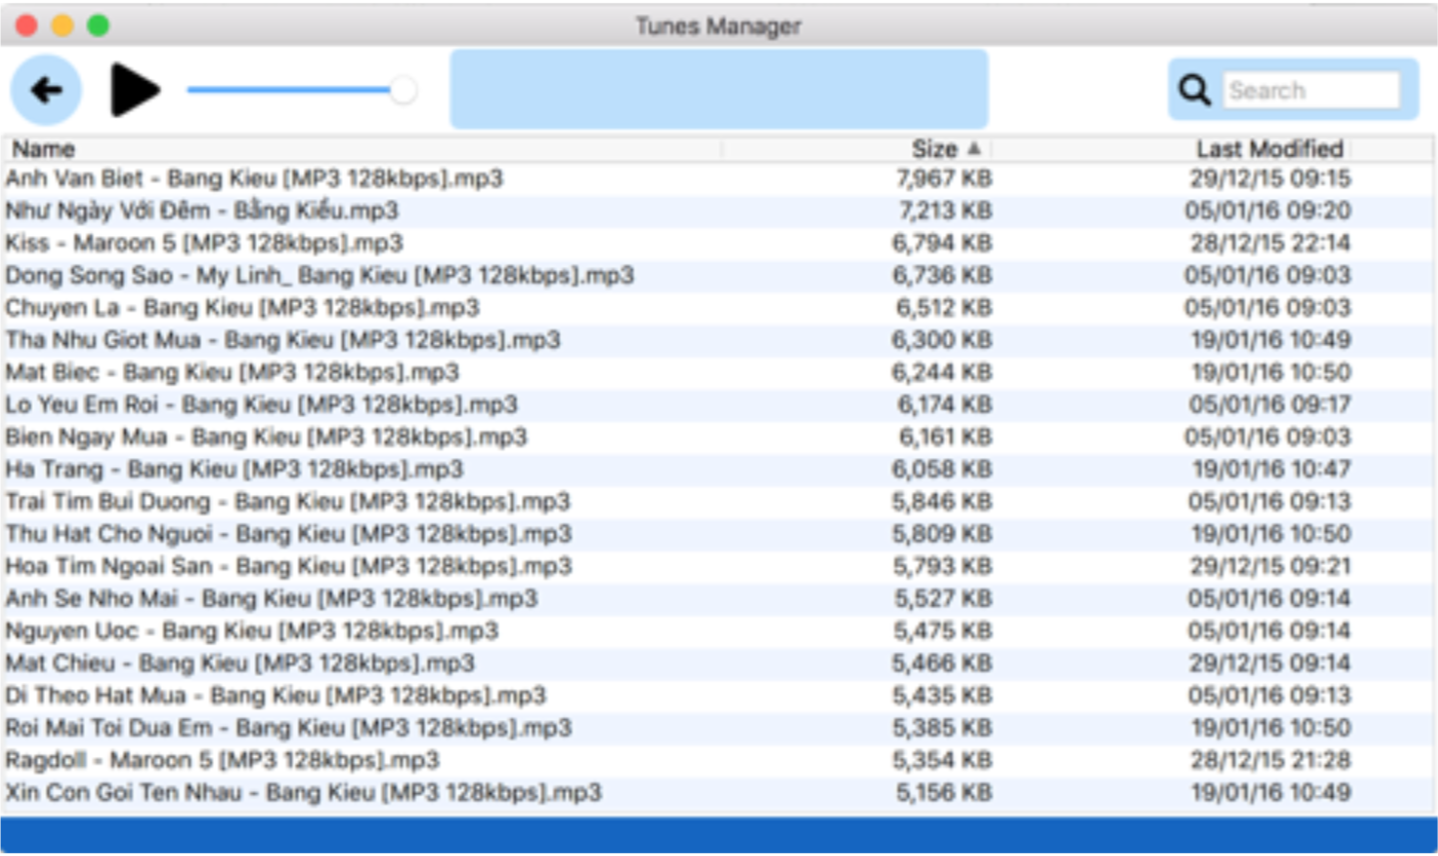 Tunes Manager
Search
Name Size ▲ Last Modified
Anh Van Biet - Bang Kieu [MP3 128kbps].mp3 7,967 KB 29/12/15 09:15
Như Ngày Với Đêm - Bằng Kiều.mp3 7,213 KB 05/01/16 09:20
Kiss - Maroon 5 [MP3 128kbps].mp3 6,794 KB 28/12/15 22:14
Dong Song Sao - My Linh_ Bang Kieu [MP3 128kbps].mp3 6,736 KB 05/01/16 09:03
Chuyen La - Bang Kieu [MP3 128kbps].mp3 6,512 KB 05/01/16 09:03
Tha Nhu Giot Mua - Bang Kieu [MP3 128kbps].mp3 6,300 KB 19/01/16 10:49
Mat Biec - Bang Kieu [MP3 128kbps].mp3 6,244 KB 19/01/16 10:50
Lo Yeu Em Roi - Bang Kieu [MP3 128kbps].mp3 6,174 KB 05/01/16 09:17
Bien Ngay Mua - Bang Kieu [MP3 128kbps].mp3 6,161 KB 05/01/16 09:03
Ha Trang - Bang Kieu [MP3 128kbps].mp3 6,058 KB 19/01/16 10:47
Trai Tim Bui Duong - Bang Kieu [MP3 128kbps].mp3 5,846 KB 05/01/16 09:13
Thu Hat Cho Nguoi - Bang Kieu [MP3 128kbps].mp3 5,809 KB 19/01/16 10:50
Hoa Tim Ngoai San - Bang Kieu [MP3 128kbps].mp3 5,793 KB 29/12/15 09:21
Anh Se Nho Mai - Bang Kieu [MP3 128kbps].mp3 5,527 KB 05/01/16 09:14
Nguyen Uoc - Bang Kieu [MP3 128kbps].mp3 5,475 KB 05/01/16 09:14
Mat Chieu - Bang Kieu [MP3 128kbps].mp3 5,466 KB 29/12/15 09:14
Di Theo Hat Mua - Bang Kieu [MP3 128kbps].mp3 5,435 KB 05/01/16 09:13
Roi Mai Toi Dua Em - Bang Kieu [MP3 128kbps].mp3 5,385 KB 19/01/16 10:50
Ragdoll - Maroon 5 [MP3 128kbps].mp3 5,354 KB 28/12/15 21:28
Xin Con Goi Ten Nhau - Bang Kieu [MP3 128kbps].mp3 5,156 KB 19/01/16 10:49